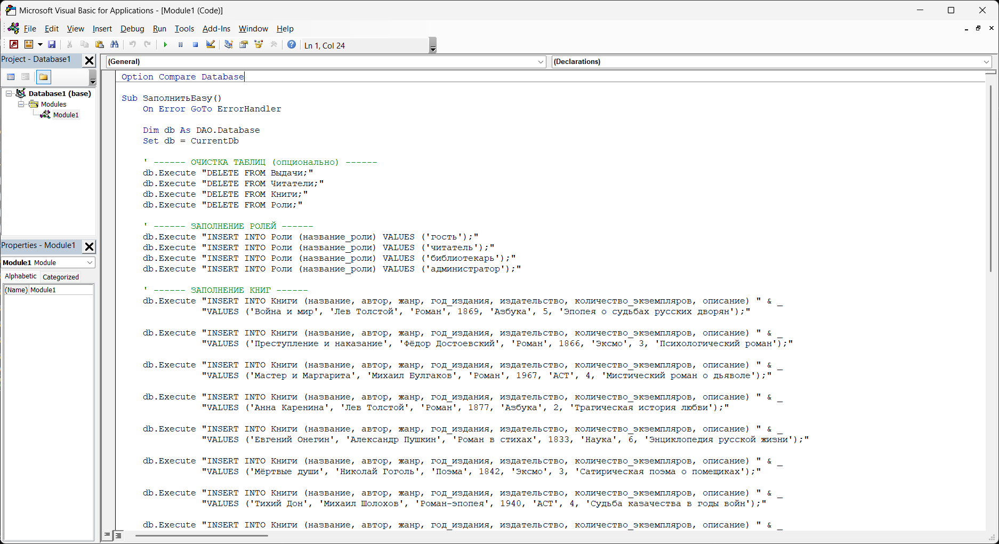 Microsoft Visual Basic for Applications - [Module1 (Code)]
File Edit View Insert Debug Run Tools Add-Ins Window Help
Ln 1, Col 24
Project - Database1
Database1 (base)
Modules
Module1
Properties - Module1
Module1 Module
Alphabetic Categorized
(Name) Module1
(General) (Declarations)
Option Compare Database
Sub ЗаполнитьБазу()
On Error GoTo ErrorHandler
Dim db As DAO.Database
Set db = CurrentDb
' ------ ОЧИСТКА ТАБЛИЦ (опционально) ------
db.Execute "DELETE FROM Выдачи;"
db.Execute "DELETE FROM Читатели;"
db.Execute "DELETE FROM Книги;"
db.Execute "DELETE FROM Роли;"
' ------ ЗАПОЛНЕНИЕ РОЛЕЙ ------
db.Execute "INSERT INTO Роли (название_роли) VALUES ('гость');"
db.Execute "INSERT INTO Роли (название_роли) VALUES ('читатель');"
db.Execute "INSERT INTO Роли (название_роли) VALUES ('библиотекарь');"
db.Execute "INSERT INTO Роли (название_роли) VALUES ('администратор');"
' ------ ЗАПОЛНЕНИЕ КНИГ ------
db.Execute "INSERT INTO Книги (название, автор, жанр, год_издания, издательство, количество_экземпляров, описание) " & _
"VALUES ('Война и мир', 'Лев Толстой', 'Роман', 1869, 'Азбука', 5, 'Эпопея о судьбах русских дворян');"
db.Execute "INSERT INTO Книги (название, автор, жанр, год_издания, издательство, количество_экземпляров, описание) " & _
"VALUES ('Преступление и наказание', 'Фёдор Достоевский', 'Роман', 1866, 'Эксмо', 3, 'Психологический роман');"
db.Execute "INSERT INTO Книги (название, автор, жанр, год_издания, издательство, количество_экземпляров, описание) " & _
"VALUES ('Мастер и Маргарита', 'Михаил Булгаков', 'Роман', 1967, 'АСТ', 4, 'Мистический роман о дьяволе');"
db.Execute "INSERT INTO Книги (название, автор, жанр, год_издания, издательство, количество_экземпляров, описание) " & _
"VALUES ('Анна Каренина', 'Лев Толстой', 'Роман', 1877, 'Азбука', 2, 'Трагическая история любви');"
db.Execute "INSERT INTO Книги (название, автор, жанр, год_издания, издательство, количество_экземпляров, описание) " & _
"VALUES ('Евгений Онегин', 'Александр Пушкин', 'Роман в стихах', 1833, 'Наука', 6, 'Энциклопедия русской жизни');"
db.Execute "INSERT INTO Книги (название, автор, жанр, год_издания, издательство, количество_экземпляров, описание) " & _
"VALUES ('Мёртвые души', 'Николай Гоголь', 'Поэма', 1842, 'Эксмо', 3, 'Сатирическая поэма о помещиках');"
db.Execute "INSERT INTO Книги (название, автор, жанр, год_издания, издательство, количество_экземпляров, описание) " & _
"VALUES ('Тихий Дон', 'Михаил Шолохов', 'Роман-эпопея', 1940, 'АСТ', 4, 'Судьба казачества в годы войн');"
db.Execute "INSERT INTO Книги (название, автор, жанр, год_издания, издательство, количество_экземпляров, описание) " & _